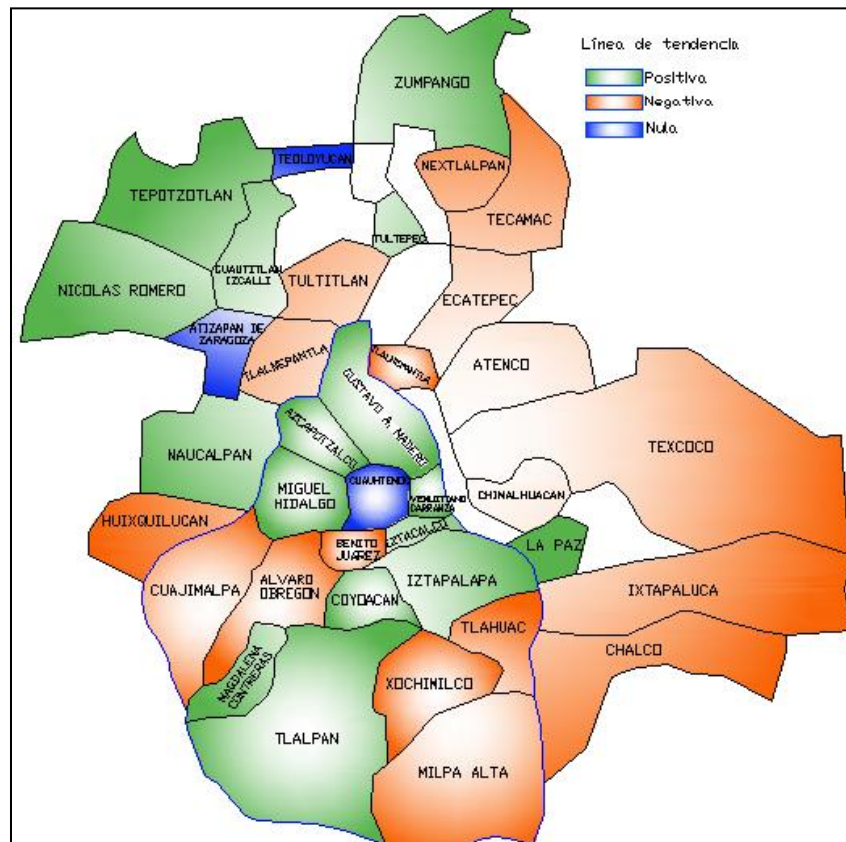 Línea de tendencia
Positiva
Negativa
Nula
ZUMPANGO
TEOLOYUCAN
NEXTLALPAN
TEPOTZOTLAN
TECAMAC
TULTEPEC
CUAUTITLAN
IZCALLI
TULTITLAN
NICOLAS ROMERO
ECATEPEC
ATIZAPAN DE
ZARAGOZA
TLALNEPANTLA
TLALNEPANTLA
ATENCO
GUSTAVO A. MADERO
AZCAPOTZALCO
TEXCOCO
NAUCALPAN
CUAUHTEMOC
MIGUEL
HIDALGO
CHIMALHUACAN
VENUSTIANO
CARRANZA
HUIXQUILUCAN
IZTACALCO
BENITO
JUAREZ
LA PAZ
CUAJIMALPA
ALVARO
OBREGON
IZTAPALAPA
IXTAPALUCA
COYOACAN
TLAHUAC
CHALCO
MAGDALENA
CONTRERAS
XOCHIMILCO
TLALPAN
MILPA ALTA